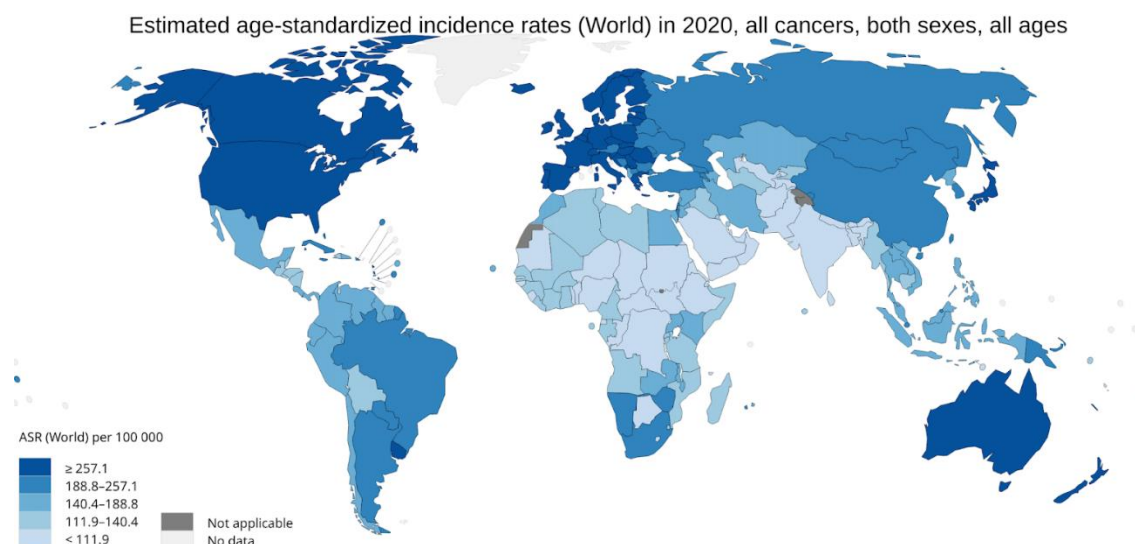 Estimated age-standardized incidence rates (World) in 2020, all cancers, both sexes, all ages
ASR (World) per 100 000
≥ 257.1
188.8–257.1
140.4–188.8
111.9–140.4
< 111.9
Not applicable
No data